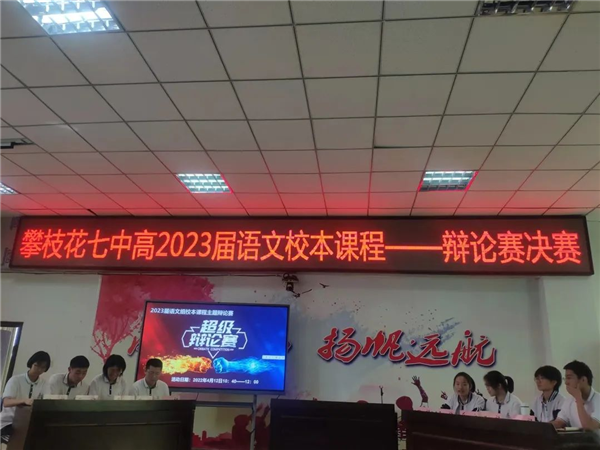 攀枝花七中高2023届语文校本课程——辩论赛决赛
2023届语文校本课程主题辩论赛
超级
辩论赛
扬帆远航